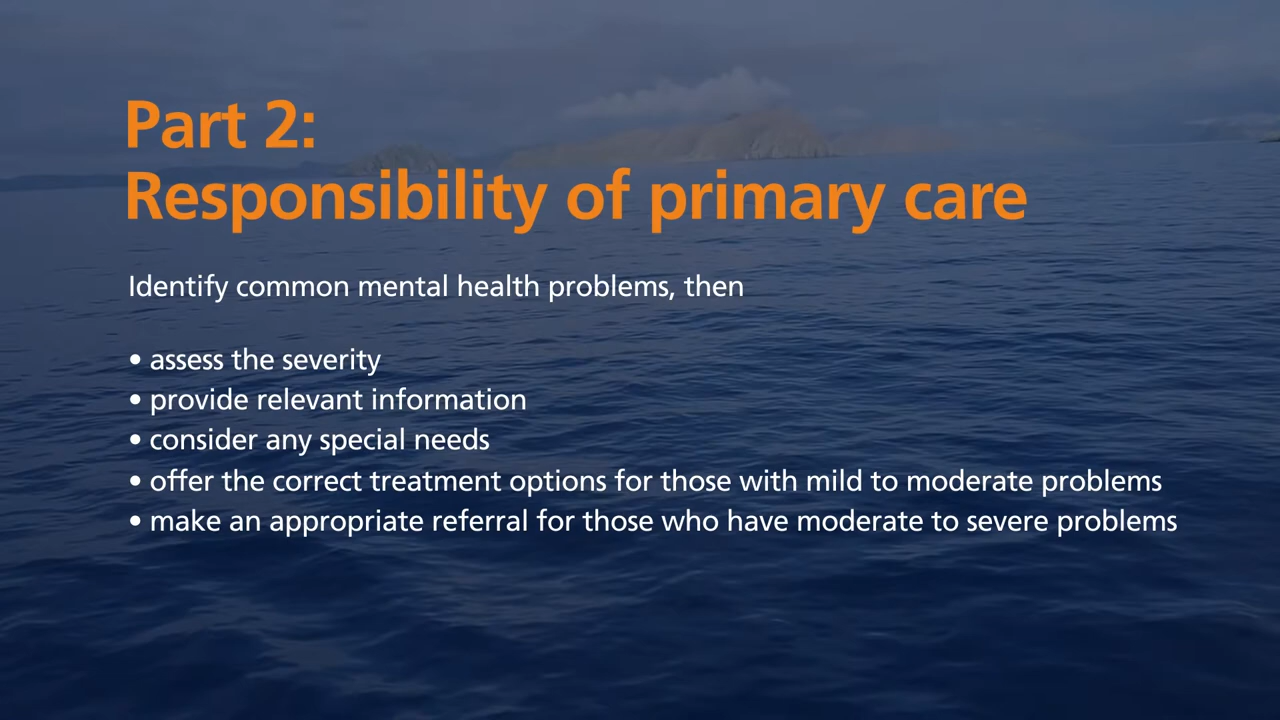 Part 2:
Responsibility of primary care
Identify common mental health problems, then
• assess the severity
• provide relevant information
• consider any special needs
• offer the correct treatment options for those with mild to moderate problems
• make an appropriate referral for those who have moderate to severe problems